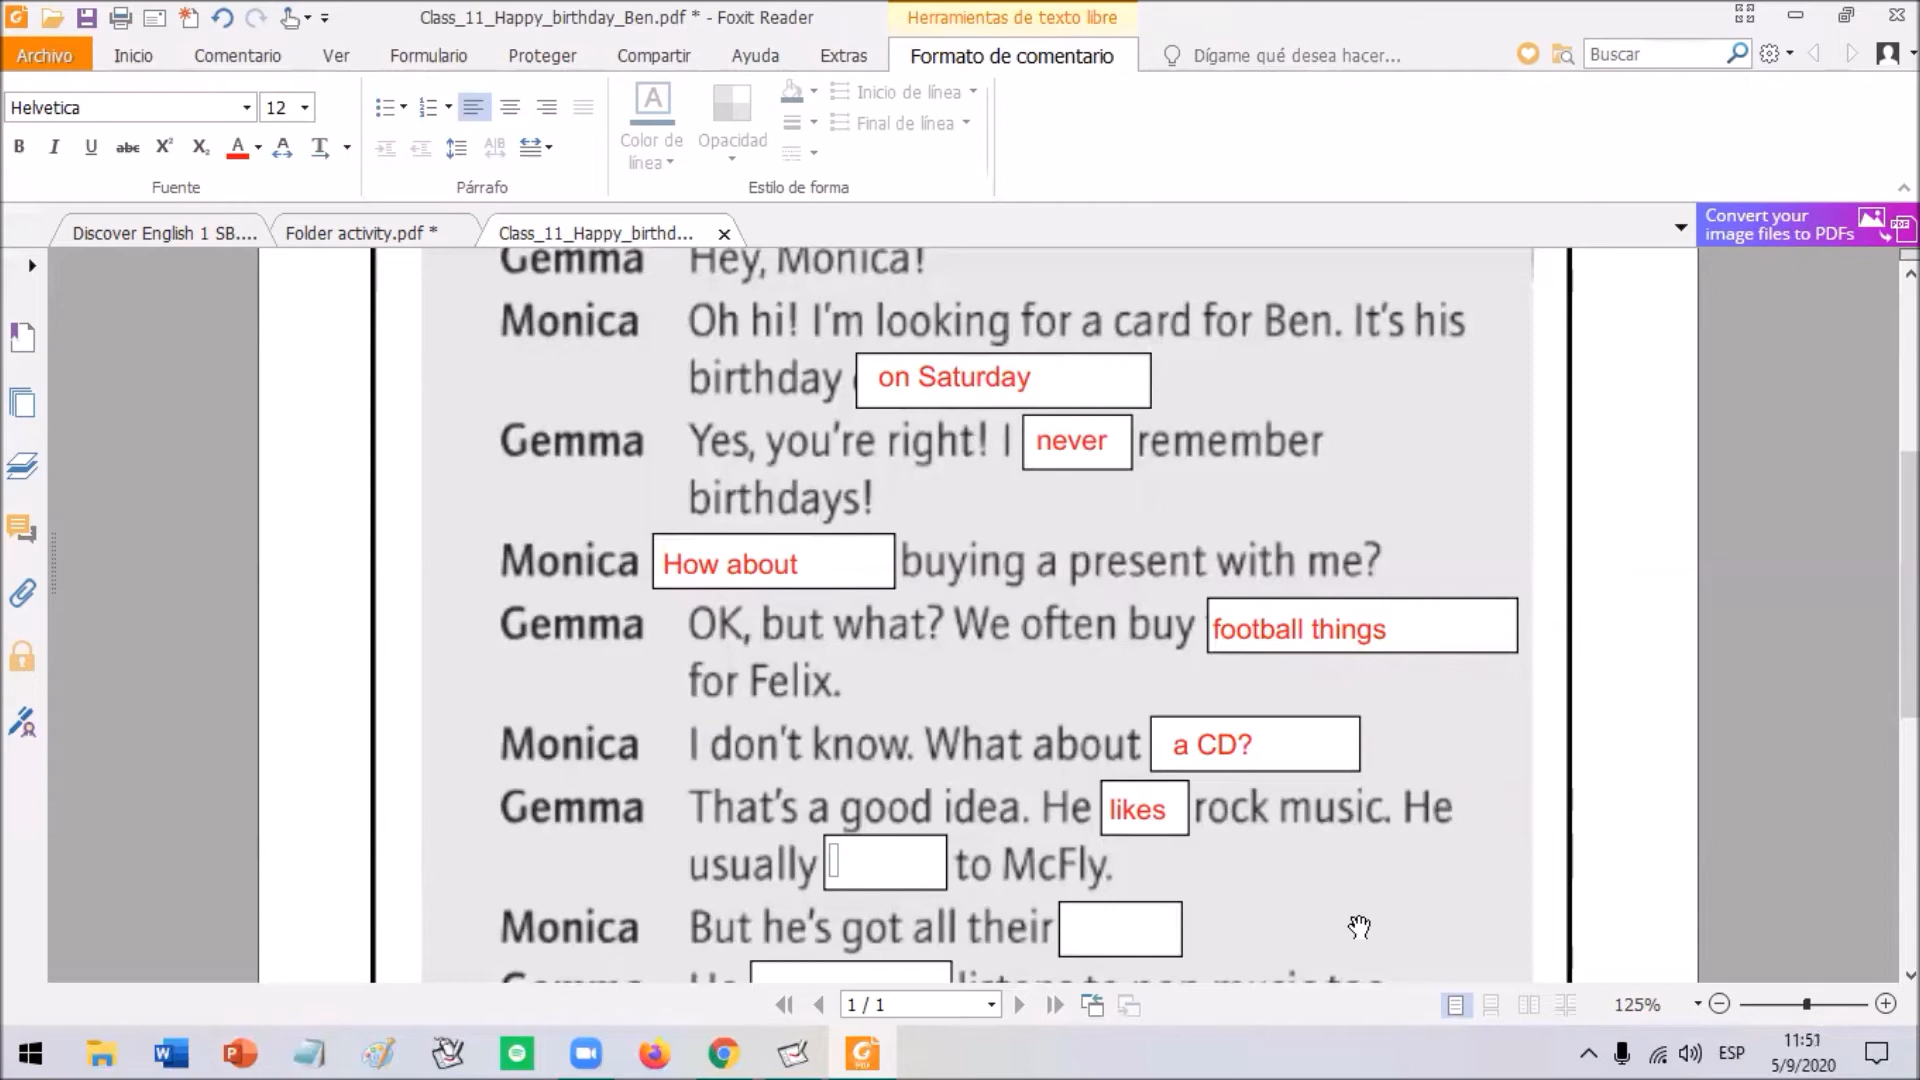 Class_11_Happy_birthday_Ben.pdf * - Foxit Reader
Herramientas de texto libre
Archivo Inicio Comentario Ver Formulario Proteger Compartir Ayuda Extras Formato de comentario Dígame qué desea hacer... Buscar
Helvetica 12
Inicio de línea
Final de línea
Color de línea
Opacidad
B I U abc X² X₂ A A T
Fuente Párrafo Estilo de forma
Discover English 1 SB.... Folder activity.pdf * Class_11_Happy_birthd...
Convert your
image files to PDFs
Gemma Hey, Monica!
Monica Oh hi! I'm looking for a card for Ben. It's his
birthday on Saturday
Gemma Yes, you're right! I never remember
birthdays!
Monica How about buying a present with me?
Gemma OK, but what? We often buy football things
for Felix.
Monica I don't know. What about a CD?
Gemma That's a good idea. He likes rock music. He
usually to McFly.
Monica But he's got all their
1 / 1
125%
ESP
11:51
5/9/2020